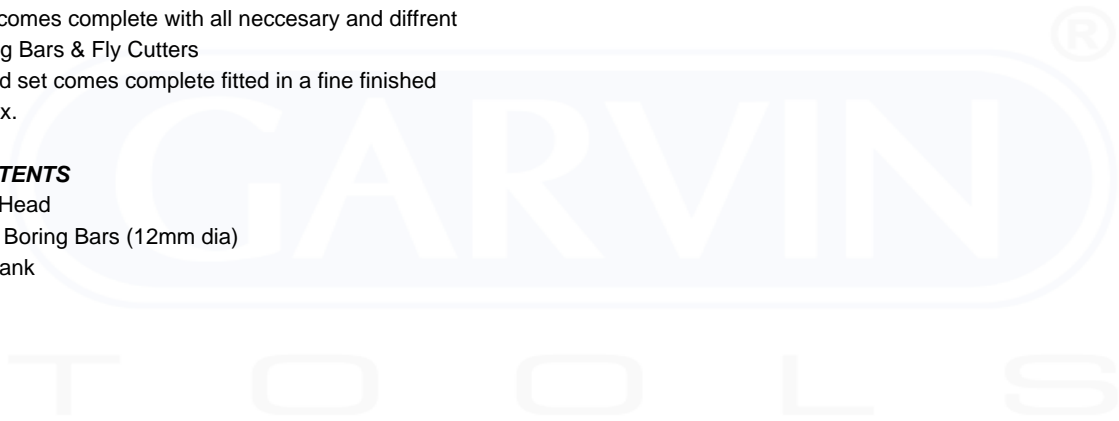 comes complete with all neccesary and diffrent
g Bars & Fly Cutters
d set comes complete fitted in a fine finished
x.
TENTS
Head
Boring Bars (12mm dia)
ank
GARVIN ®
TOOLS